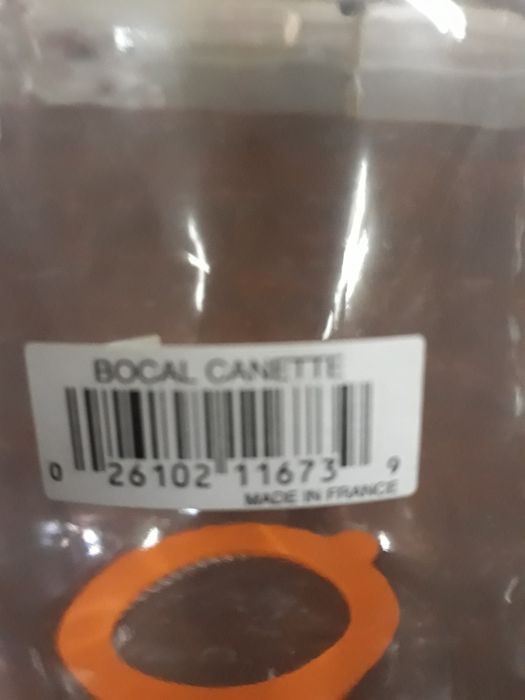 BOCAL CANETTE
0 26102 11673 9
MADE IN FRANCE